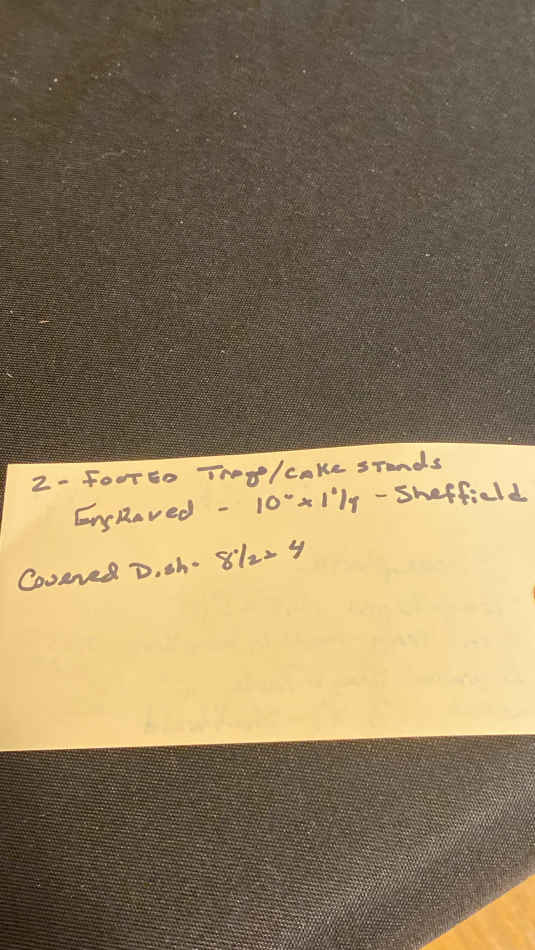 2 - Footed Trays/Cake Stands
Engraved - 10" x 1 1/4 - Sheffield
Covered Dish - 8 1/2 x 4